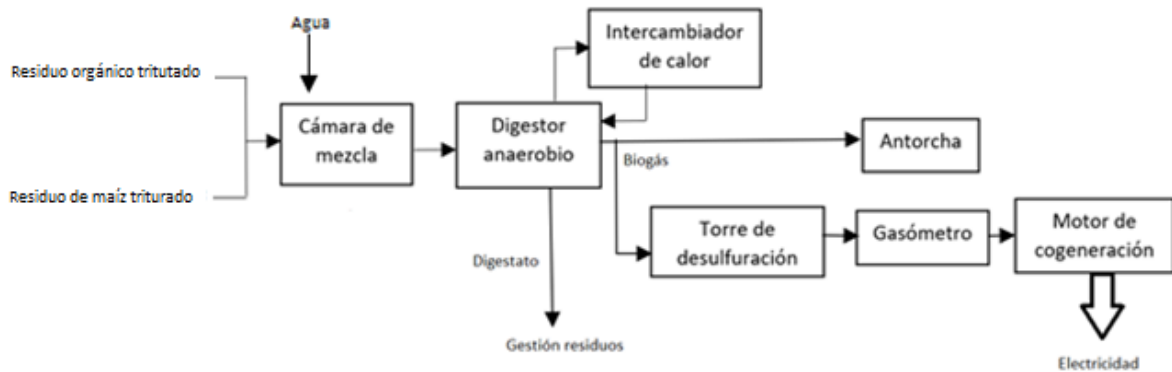 Agua
Intercambiador
de calor
Residuo orgánico tritutado
Cámara de
mezcla
Digestor
anaerobio
Antorcha
Biogás
Residuo de maíz triturado
Torre de
desulfuración
Gasómetro
Motor de
cogeneración
Digestato
Gestión residuos
Electricidad